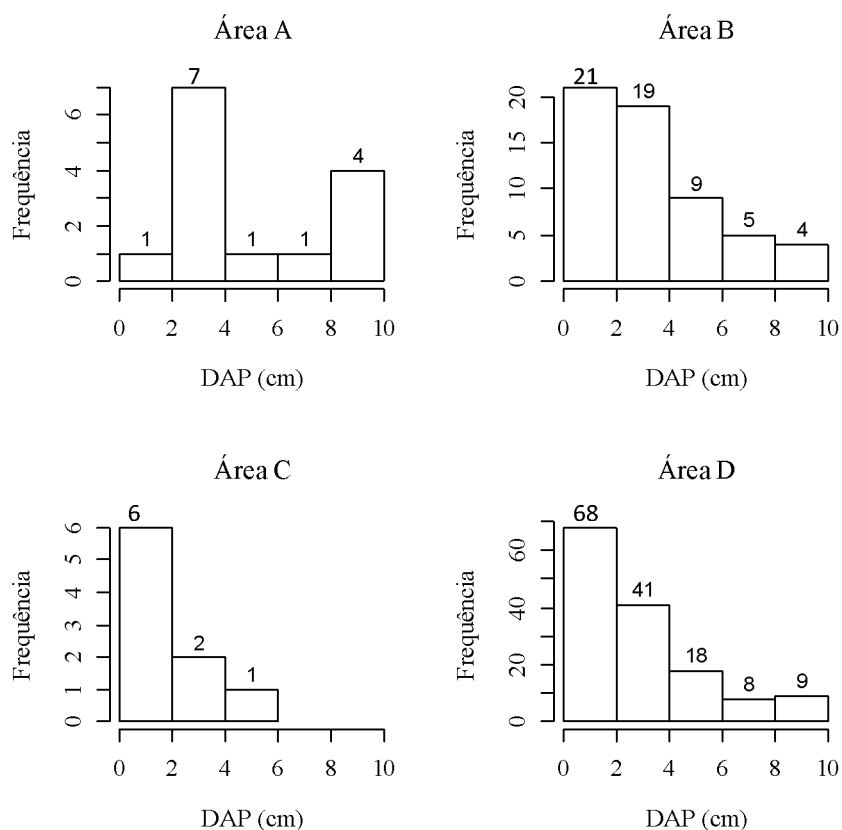 Área A
7
4
1
1
1
Frequência
0 2 4 6
0 2 4 6 8 10
DAP (cm)
Área B
21
19
9
5
4
Frequência
0 5 10 15 20
0 2 4 6 8 10
DAP (cm)
Área C
6
2
1
Frequência
0 1 2 3 4 5 6
0 2 4 6 8 10
DAP (cm)
Área D
68
41
18
8
9
Frequência
0 20 40 60
0 2 4 6 8 10
DAP (cm)